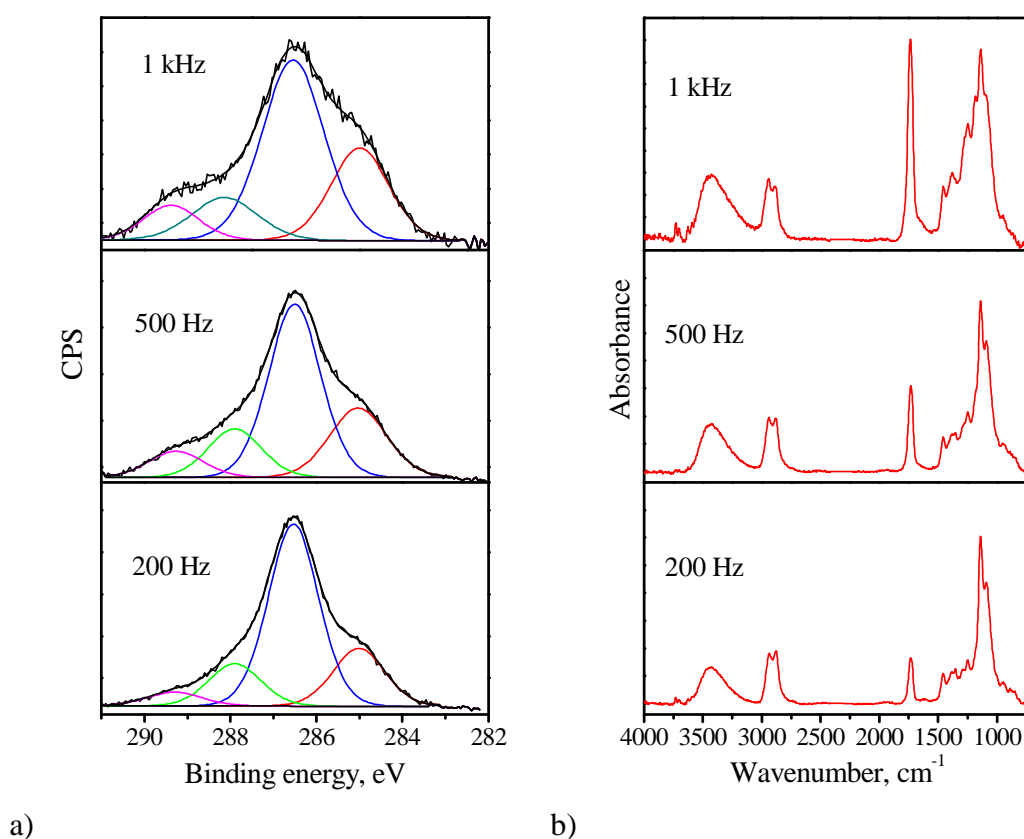 1 kHz
500 Hz
200 Hz
CPS
290 288 286 284 282
Binding energy, eV
a)
1 kHz
500 Hz
200 Hz
Absorbance
4000 3500 3000 2500 2000 1500 1000
Wavenumber, cm⁻¹
b)